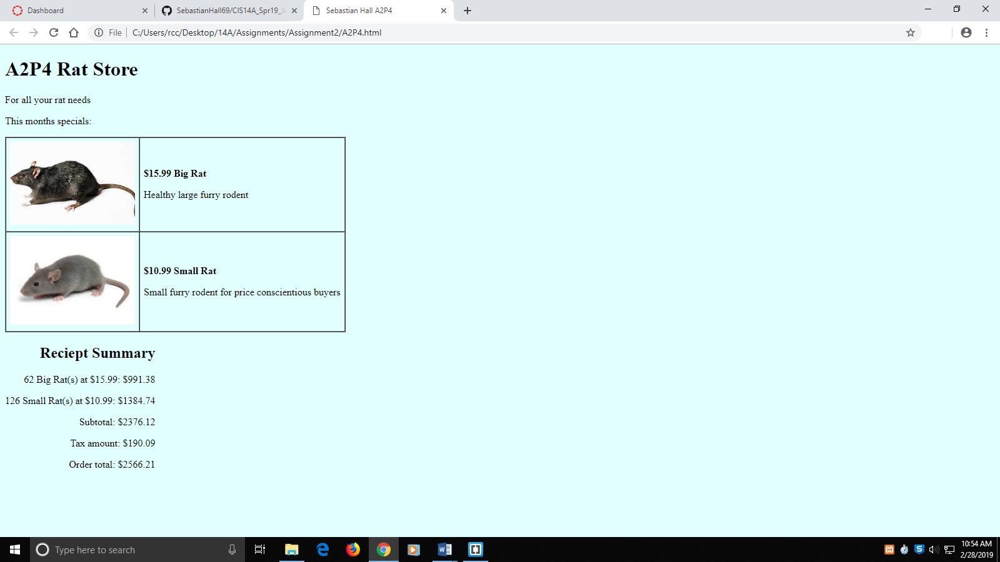 Dashboard
SebastianHall69/CIS14A_Spr19_Ja
Sebastian Hall A2P4
File
C:/Users/rcc/Desktop/14A/Assignments/Assignment2/A2P4.html
A2P4 Rat Store
For all your rat needs
This months specials:
$15.99 Big Rat
Healthy large furry rodent
$10.99 Small Rat
Small furry rodent for price conscientious buyers
Reciept Summary
62 Big Rat(s) at $15.99: $991.38
126 Small Rat(s) at $10.99: $1384.74
Subtotal: $2376.12
Tax amount: $190.09
Order total: $2566.21
Type here to search
10:54 AM
2/28/2019